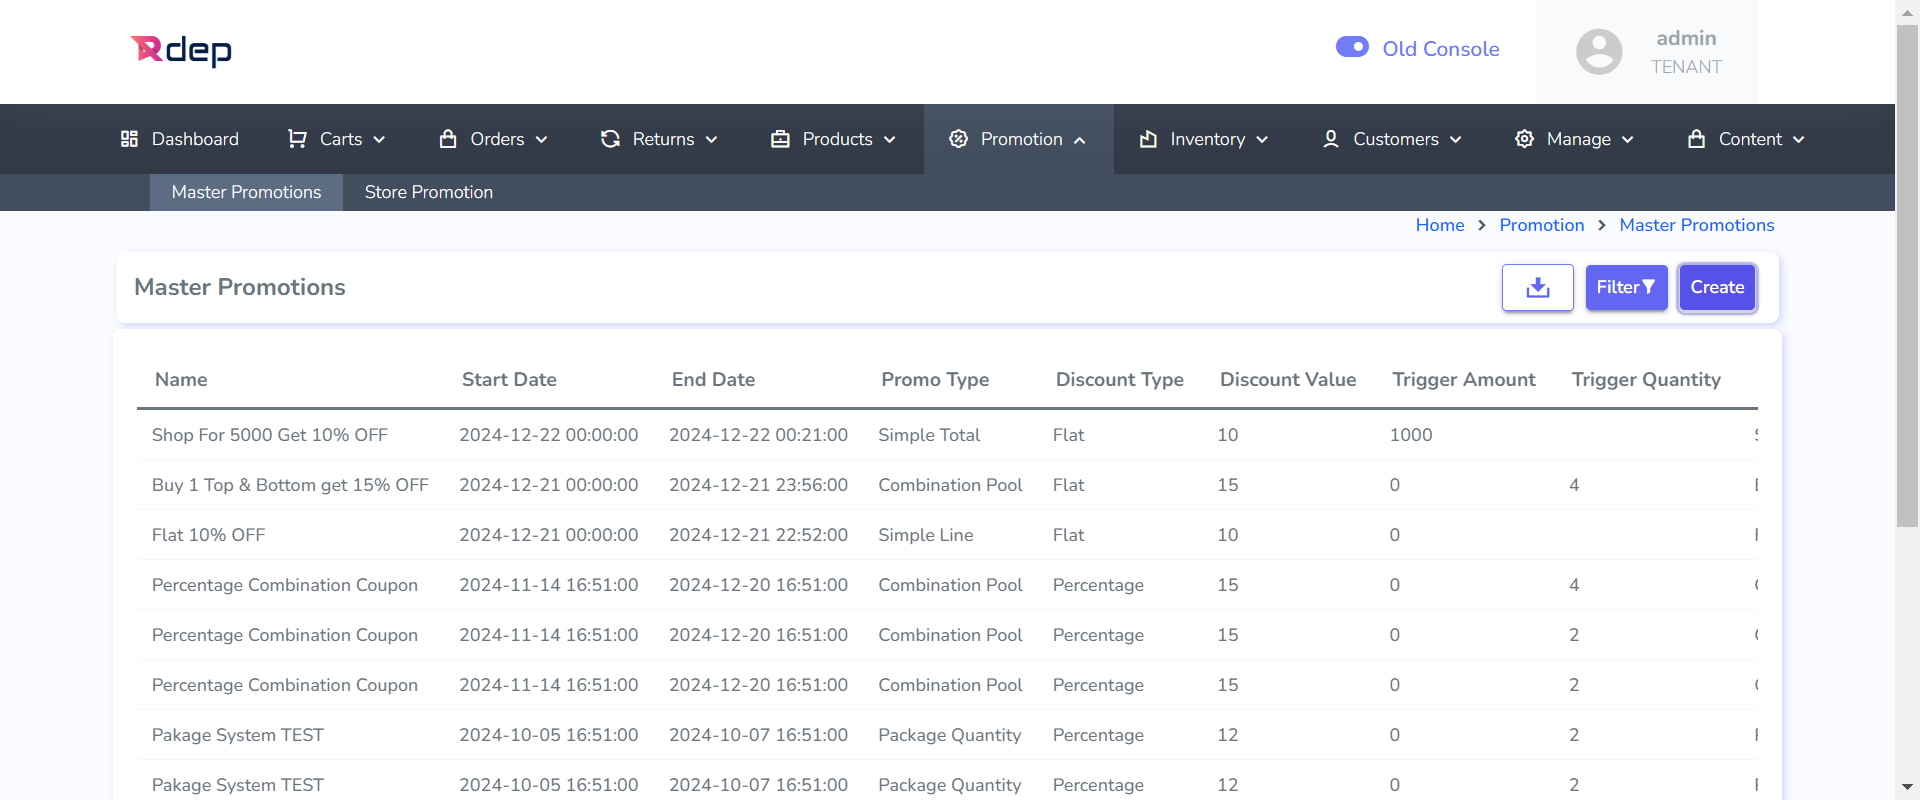 Rdep
Old Console
admin
TENANT
Dashboard Carts Orders Returns Products Promotion Inventory Customers Manage Content
Master Promotions Store Promotion
Home > Promotion > Master Promotions
Master Promotions
Filter Create
Name Start Date End Date Promo Type Discount Type Discount Value Trigger Amount Trigger Quantity
Shop For 5000 Get 10% OFF 2024-12-22 00:00:00 2024-12-22 00:21:00 Simple Total Flat 10 1000
Buy 1 Top & Bottom get 15% OFF 2024-12-21 00:00:00 2024-12-21 23:56:00 Combination Pool Flat 15 0 4
Flat 10% OFF 2024-12-21 00:00:00 2024-12-21 22:52:00 Simple Line Flat 10 0
Percentage Combination Coupon 2024-11-14 16:51:00 2024-12-20 16:51:00 Combination Pool Percentage 15 0 4
Percentage Combination Coupon 2024-11-14 16:51:00 2024-12-20 16:51:00 Combination Pool Percentage 15 0 2
Percentage Combination Coupon 2024-11-14 16:51:00 2024-12-20 16:51:00 Combination Pool Percentage 15 0 2
Pakage System TEST 2024-10-05 16:51:00 2024-10-07 16:51:00 Package Quantity Percentage 12 0 2
Pakage System TEST 2024-10-05 16:51:00 2024-10-07 16:51:00 Package Quantity Percentage 12 0 2